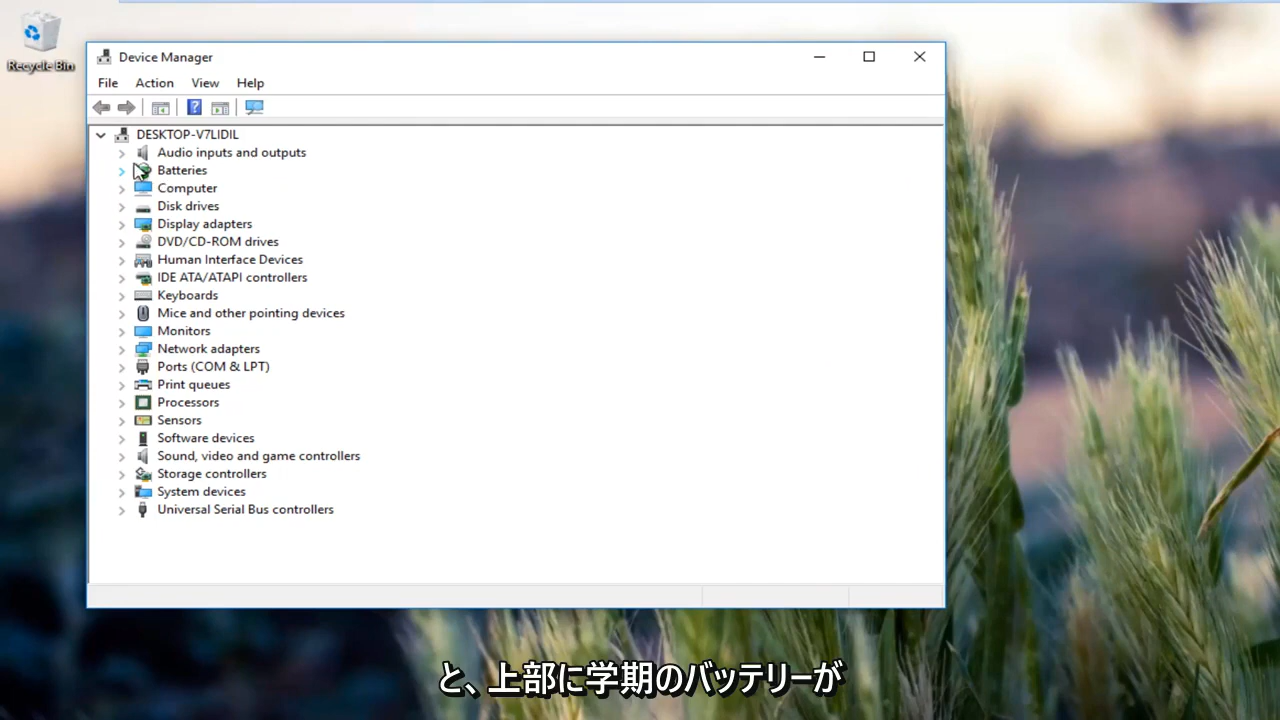 Recycle Bin
Device Manager
File Action View Help
DESKTOP-V7LIDIL
Audio inputs and outputs
Batteries
Computer
Disk drives
Display adapters
DVD/CD-ROM drives
Human Interface Devices
IDE ATA/ATAPI controllers
Keyboards
Mice and other pointing devices
Monitors
Network adapters
Ports (COM & LPT)
Print queues
Processors
Sensors
Software devices
Sound, video and game controllers
Storage controllers
System devices
Universal Serial Bus controllers
と、上部に学期のバッテリーが